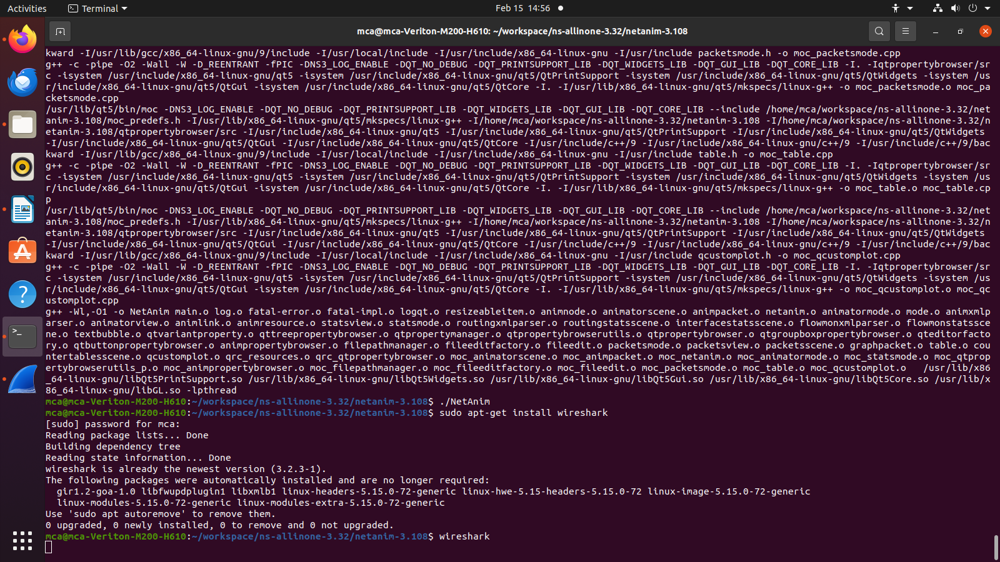 Activities
Terminal
Feb 15 14:56
mca@mca-Veriton-M200-H610: ~/workspace/ns-allinone-3.32/netanim-3.108
kward -I/usr/lib/gcc/x86_64-linux-gnu/9/include -I/usr/local/include -I/usr/include/x86_64-linux-gnu -I/usr/include packetsmode.h -o moc_packetsmode.cpp
g++ -c -pipe -O2 -Wall -W -D_REENTRANT -fPIC -DNS3_LOG_ENABLE -DQT_NO_DEBUG -DQT_PRINTSUPPORT_LIB -DQT_WIDGETS_LIB -DQT_GUI_LIB -DQT_CORE_LIB -I. -Iqtpropertybrowser/sr
c -isystem /usr/include/x86_64-linux-gnu/qt5 -isystem /usr/include/x86_64-linux-gnu/qt5/QtPrintSupport -isystem /usr/include/x86_64-linux-gnu/qt5/QtWidgets -isystem /us
r/include/x86_64-linux-gnu/qt5/QtGui -isystem /usr/include/x86_64-linux-gnu/qt5/QtCore -I. -I/usr/lib/x86_64-linux-gnu/qt5/mkspecs/linux-g++ -o moc_packetsmode.o moc_pa
cketsmode.cpp
/usr/lib/qt5/bin/moc -DNS3_LOG_ENABLE -DQT_NO_DEBUG -DQT_PRINTSUPPORT_LIB -DQT_WIDGETS_LIB -DQT_GUI_LIB -DQT_CORE_LIB --include /home/mca/workspace/ns-allinone-3.32/net
anim-3.108/moc_predefs.h -I/usr/lib/x86_64-linux-gnu/qt5/mkspecs/linux-g++ -I/home/mca/workspace/ns-allinone-3.32/netanim-3.108 -I/home/mca/workspace/ns-allinone-3.32/n
etanim-3.108/qtpropertybrowser/src -I/usr/include/x86_64-linux-gnu/qt5 -I/usr/include/x86_64-linux-gnu/qt5/QtPrintSupport -I/usr/include/x86_64-linux-gnu/qt5/QtWidgets
-I/usr/include/x86_64-linux-gnu/qt5/QtGui -I/usr/include/x86_64-linux-gnu/qt5/QtCore -I/usr/include/c++/9 -I/usr/include/x86_64-linux-gnu/c++/9 -I/usr/include/c++/9/bac
kward -I/usr/lib/gcc/x86_64-linux-gnu/9/include -I/usr/local/include -I/usr/include/x86_64-linux-gnu -I/usr/include table.h -o moc_table.cpp
g++ -c -pipe -O2 -Wall -W -D_REENTRANT -fPIC -DNS3_LOG_ENABLE -DQT_NO_DEBUG -DQT_PRINTSUPPORT_LIB -DQT_WIDGETS_LIB -DQT_GUI_LIB -DQT_CORE_LIB -I. -Iqtpropertybrowser/sr
c -isystem /usr/include/x86_64-linux-gnu/qt5 -isystem /usr/include/x86_64-linux-gnu/qt5/QtPrintSupport -isystem /usr/include/x86_64-linux-gnu/qt5/QtWidgets -isystem /us
r/include/x86_64-linux-gnu/qt5/QtGui -isystem /usr/include/x86_64-linux-gnu/qt5/QtCore -I. -I/usr/lib/x86_64-linux-gnu/qt5/mkspecs/linux-g++ -o moc_table.o moc_table.cp
p
/usr/lib/qt5/bin/moc -DNS3_LOG_ENABLE -DQT_NO_DEBUG -DQT_PRINTSUPPORT_LIB -DQT_WIDGETS_LIB -DQT_GUI_LIB -DQT_CORE_LIB --include /home/mca/workspace/ns-allinone-3.32/net
anim-3.108/moc_predefs.h -I/usr/lib/x86_64-linux-gnu/qt5/mkspecs/linux-g++ -I/home/mca/workspace/ns-allinone-3.32/netanim-3.108 -I/home/mca/workspace/ns-allinone-3.32/n
etanim-3.108/qtpropertybrowser/src -I/usr/include/x86_64-linux-gnu/qt5 -I/usr/include/x86_64-linux-gnu/qt5/QtPrintSupport -I/usr/include/x86_64-linux-gnu/qt5/QtWidgets
-I/usr/include/x86_64-linux-gnu/qt5/QtGui -I/usr/include/x86_64-linux-gnu/qt5/QtCore -I/usr/include/c++/9 -I/usr/include/x86_64-linux-gnu/c++/9 -I/usr/include/c++/9/bac
kward -I/usr/lib/gcc/x86_64-linux-gnu/9/include -I/usr/local/include -I/usr/include/x86_64-linux-gnu -I/usr/include qcustomplot.h -o moc_qcustomplot.cpp
g++ -c -pipe -O2 -Wall -W -D_REENTRANT -fPIC -DNS3_LOG_ENABLE -DQT_NO_DEBUG -DQT_PRINTSUPPORT_LIB -DQT_WIDGETS_LIB -DQT_GUI_LIB -DQT_CORE_LIB -I. -Iqtpropertybrowser/sr
c -isystem /usr/include/x86_64-linux-gnu/qt5 -isystem /usr/include/x86_64-linux-gnu/qt5/QtPrintSupport -isystem /usr/include/x86_64-linux-gnu/qt5/QtWidgets -isystem /us
r/include/x86_64-linux-gnu/qt5/QtGui -isystem /usr/include/x86_64-linux-gnu/qt5/QtCore -I. -I/usr/lib/x86_64-linux-gnu/qt5/mkspecs/linux-g++ -o moc_qcustomplot.o moc_qc
ustomplot.cpp
g++ -Wl,-O1 -o NetAnim main.o log.o fatal-error.o fatal-impl.o logqt.o resizeableitem.o animnode.o animatorscene.o animpacket.o netanim.o animatormode.o mode.o animxmlp
arser.o animatorview.o animlink.o animresource.o statsview.o statsmode.o routingxmlparser.o routingstatsscene.o interfacestatsscene.o flowmonxmlparser.o flowmonstatssce
ne.o textbubble.o qtvariantproperty.o qttreepropertybrowser.o qtpropertymanager.o qtpropertybrowserutils.o qtpropertybrowser.o qtgroupboxpropertybrowser.o qteditorfacto
ry.o qtbuttonpropertybrowser.o animpropertybrowser.o filepathmanager.o fileeditfactory.o fileedit.o packetsmode.o packetsview.o packetsscene.o graphpacket.o table.o cou
ntertablesscene.o qcustomplot.o qrc_resources.o qrc_qtpropertybrowser.o moc_animatorscene.o moc_animpacket.o moc_netanim.o moc_animatormode.o moc_statsmode.o moc_qtprop
ertybrowserutils_p.o moc_animpropertybrowser.o moc_filepathmanager.o moc_fileeditfactory.o moc_fileedit.o moc_packetsmode.o moc_table.o moc_qcustomplot.o   /usr/lib/x86
_64-linux-gnu/libQt5PrintSupport.so /usr/lib/x86_64-linux-gnu/libQt5Widgets.so /usr/lib/x86_64-linux-gnu/libQt5Gui.so /usr/lib/x86_64-linux-gnu/libQt5Core.so /usr/lib/x
86_64-linux-gnu/libGL.so -lpthread
mca@mca-Veriton-M200-H610:~/workspace/ns-allinone-3.32/netanim-3.108$ ./NetAnim
mca@mca-Veriton-M200-H610:~/workspace/ns-allinone-3.32/netanim-3.108$ sudo apt-get install wireshark
[sudo] password for mca:
Reading package lists... Done
Building dependency tree
Reading state information... Done
wireshark is already the newest version (3.2.3-1).
The following packages were automatically installed and are no longer required:
  gir1.2-goa-1.0 libfwupdplugin1 libxmlb1 linux-headers-5.15.0-72-generic linux-hwe-5.15-headers-5.15.0-72 linux-image-5.15.0-72-generic
  linux-modules-5.15.0-72-generic linux-modules-extra-5.15.0-72-generic
Use 'sudo apt autoremove' to remove them.
0 upgraded, 0 newly installed, 0 to remove and 0 not upgraded.
mca@mca-Veriton-M200-H610:~/workspace/ns-allinone-3.32/netanim-3.108$ wireshark